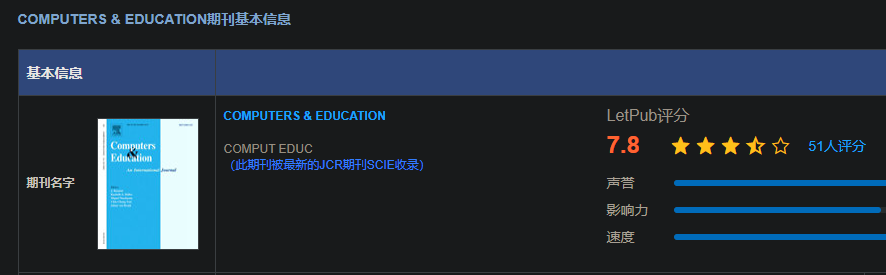 COMPUTERS & EDUCATION期刊基本信息
基本信息
期刊名字
Computers
&
Education
An International Journal
COMPUTERS & EDUCATION
COMPUT EDUC
(此期刊被最新的JCR期刊SCIE收录)
LetPub评分
7.8
51人评分
声誉
影响力
速度